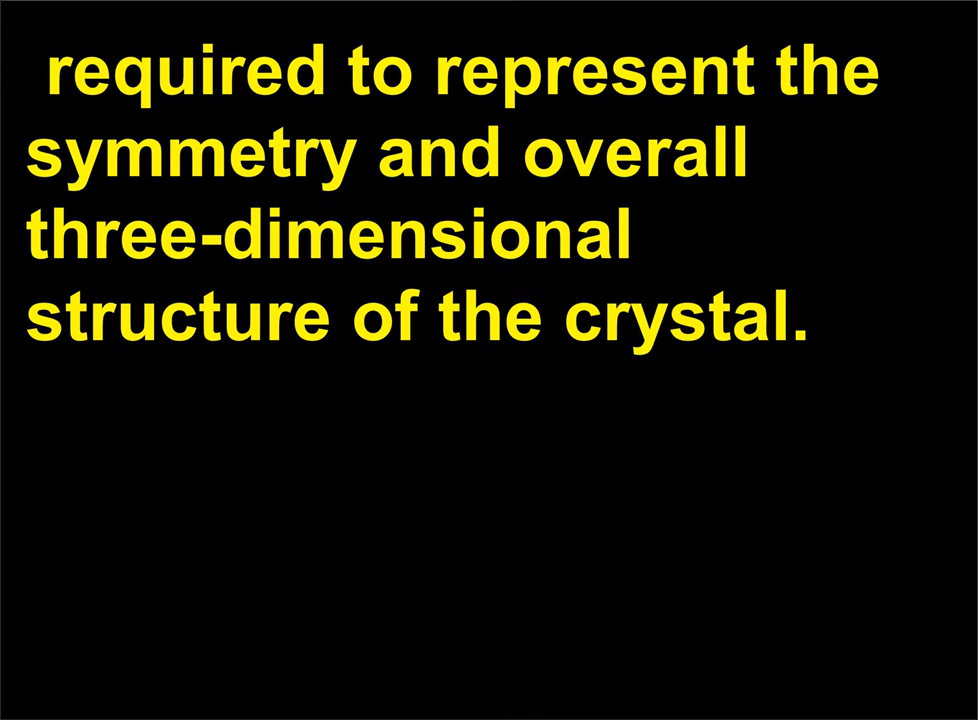 required to represent the
symmetry and overall
three-dimensional
structure of the crystal.